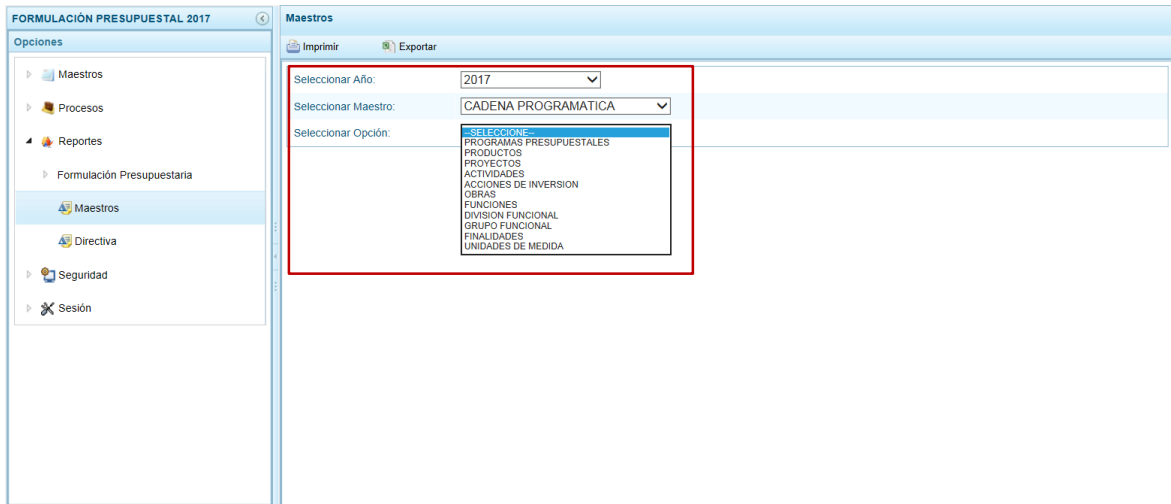 FORMULACIÓN PRESUPUESTAL 2017
Opciones
Maestros
Procesos
Reportes
Formulación Presupuestaria
Maestros
Directiva
Seguridad
Sesión
Maestros
Imprimir Exportar
Seleccionar Año: 2017
Seleccionar Maestro: CADENA PROGRAMATICA
Seleccionar Opción:
--SELECCIONE--
PROGRAMAS PRESUPUESTALES
PRODUCTOS
PROYECTOS
ACTIVIDADES
ACCIONES DE INVERSION
OBRAS
FUNCIONES
DIVISION FUNCIONAL
GRUPO FUNCIONAL
FINALIDADES
UNIDADES DE MEDIDA